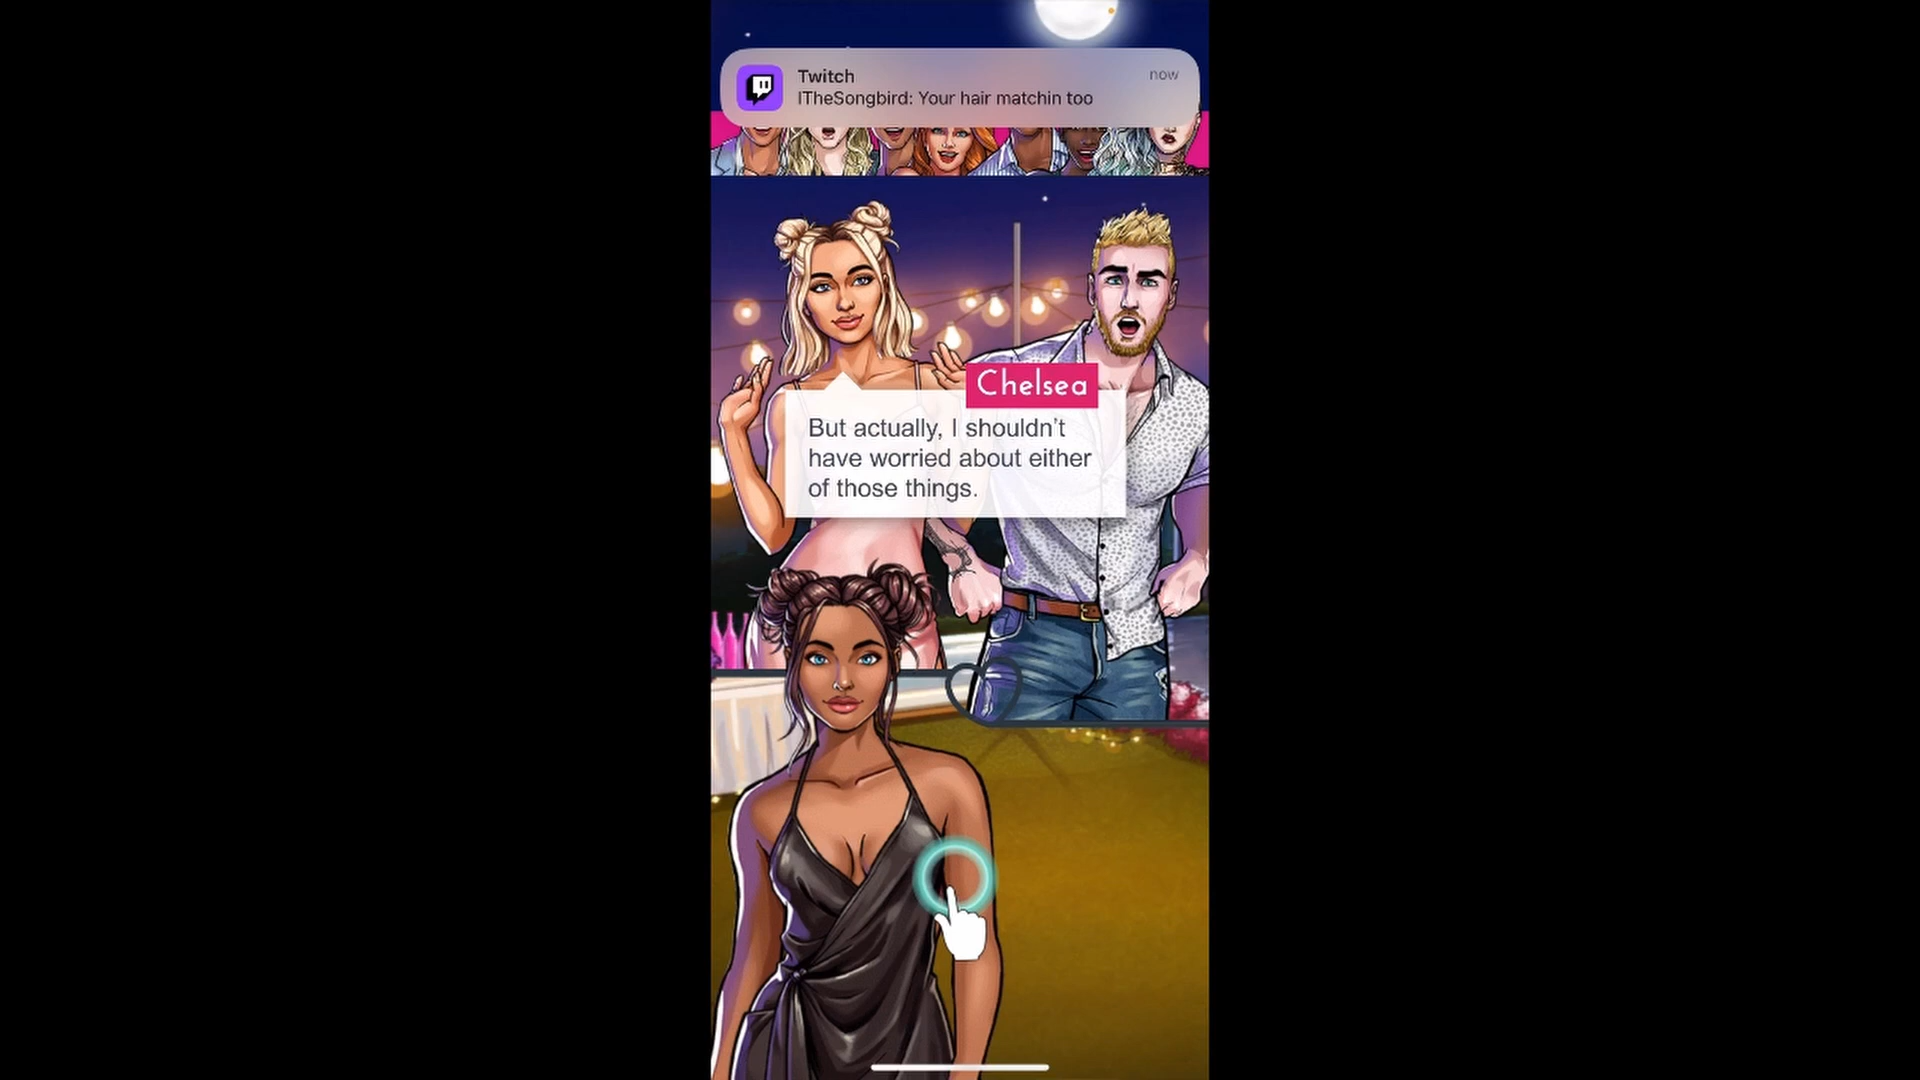 Twitch
now
ITheSongbird: Your hair matchin too
Chelsea
But actually, I shouldn't
have worried about either
of those things.